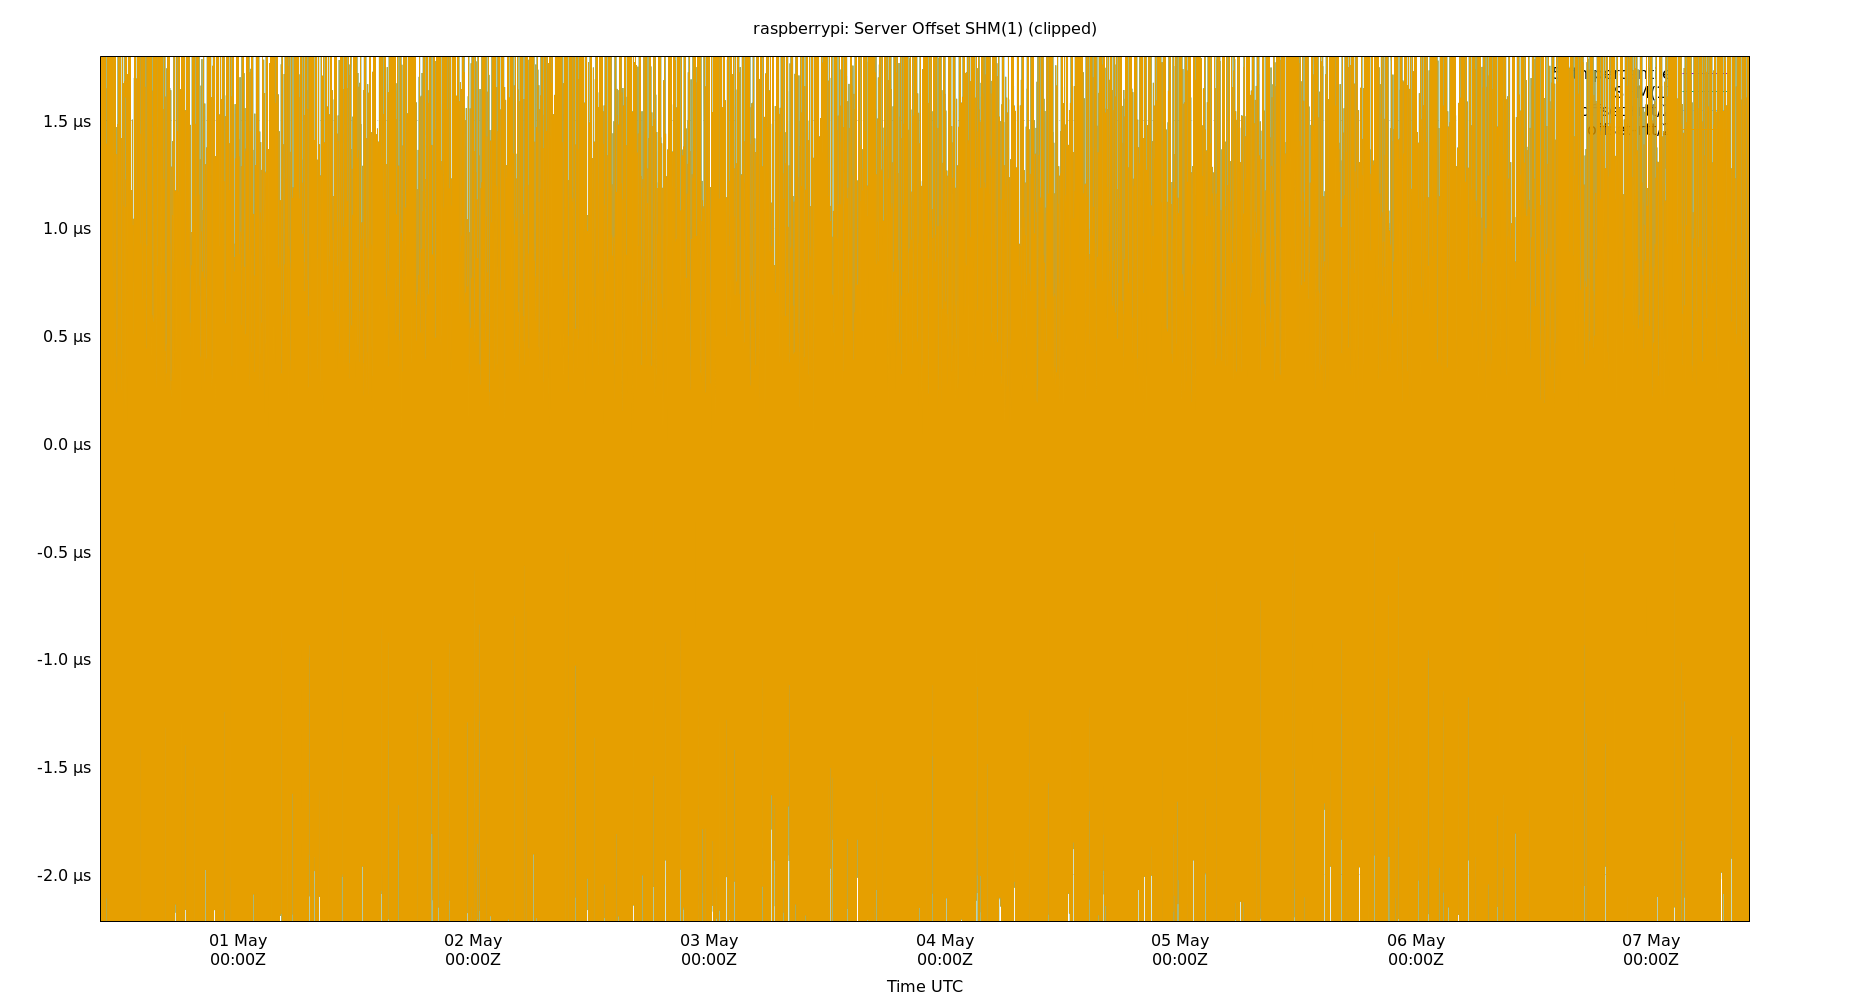 raspberrypi: Server Offset SHM(1) (clipped)
1.5 µs
1.0 µs
0.5 µs
0.0 µs
-0.5 µs
-1.0 µs
-1.5 µs
-2.0 µs
01 May 02 May 03 May 04 May 05 May 06 May 07 May
00:00Z 00:00Z 00:00Z 00:00Z 00:00Z 00:00Z 00:00Z
Time UTC